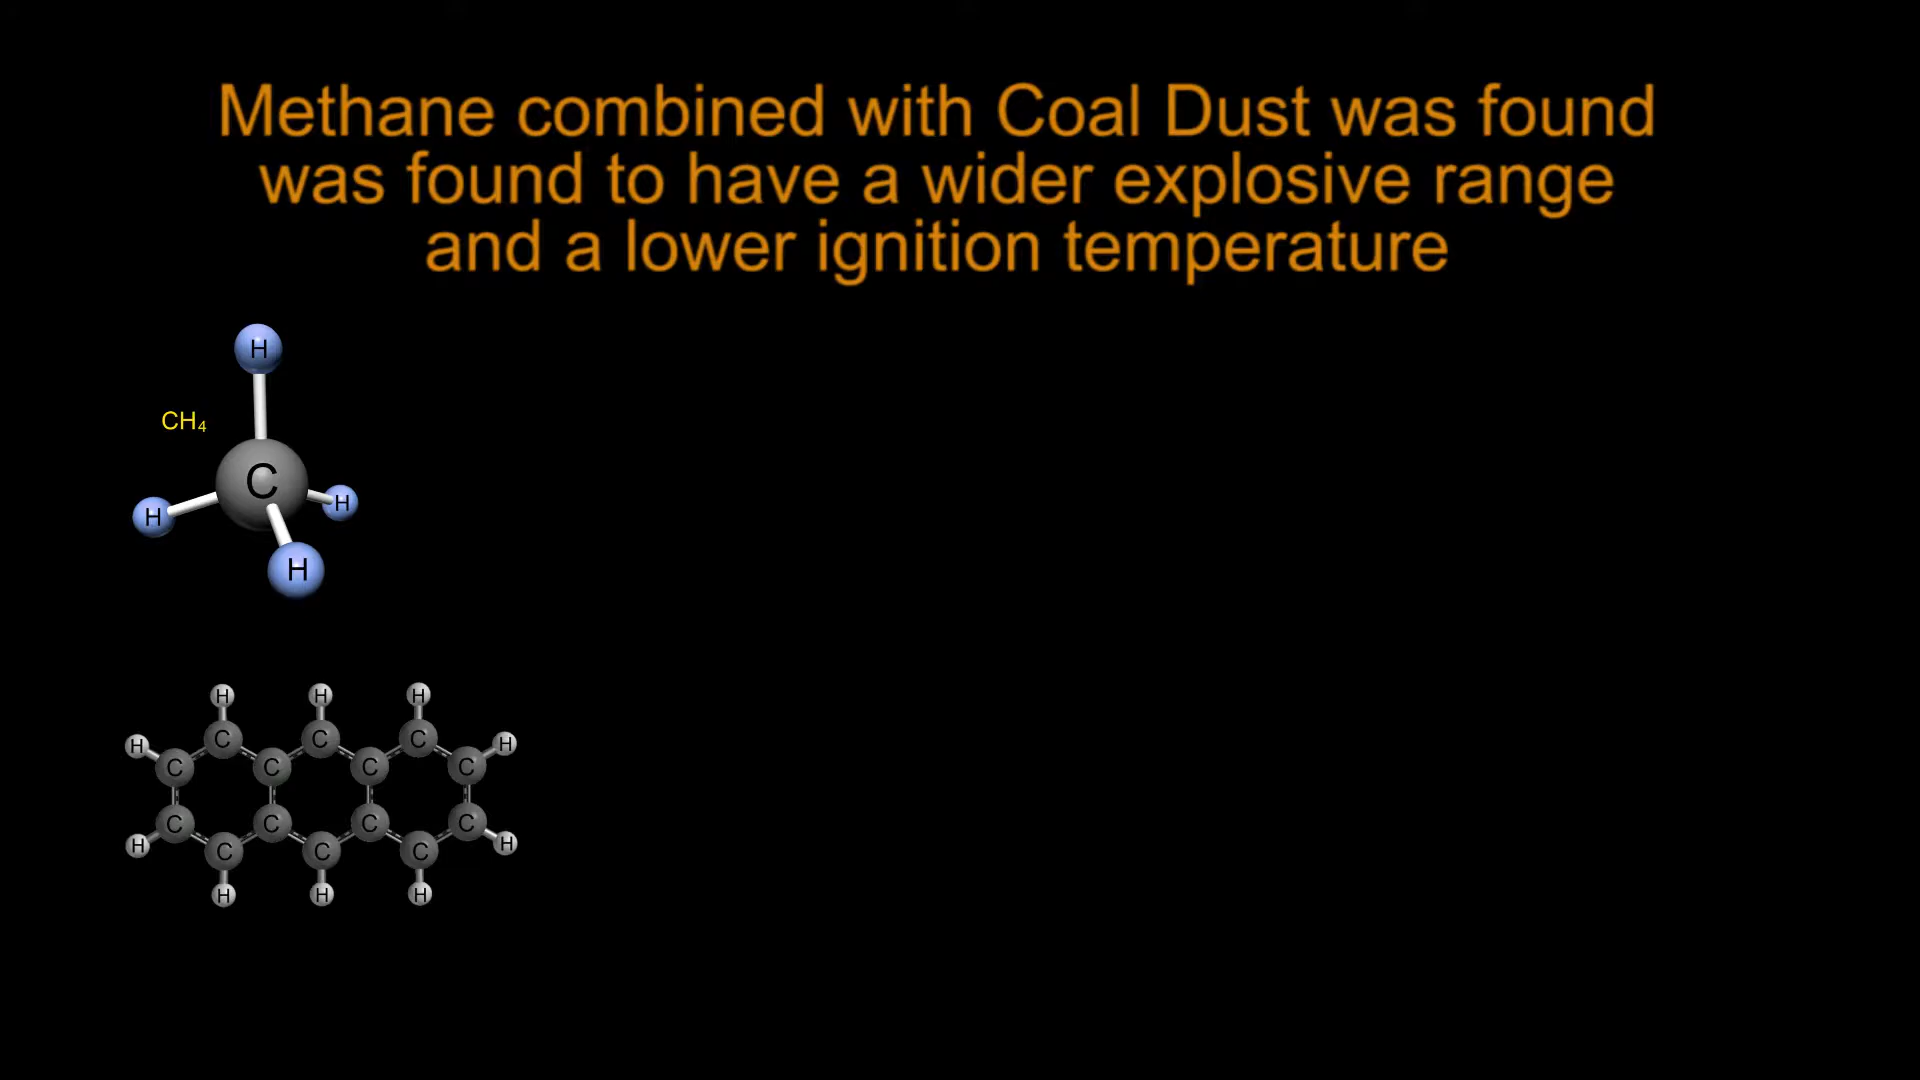 Methane combined with Coal Dust was found
was found to have a wider explosive range
and a lower ignition temperature
H
CH₄
C
H
H
H
H H H
H H
C C C
C C C C
C C C C
H H
C C C
H H H